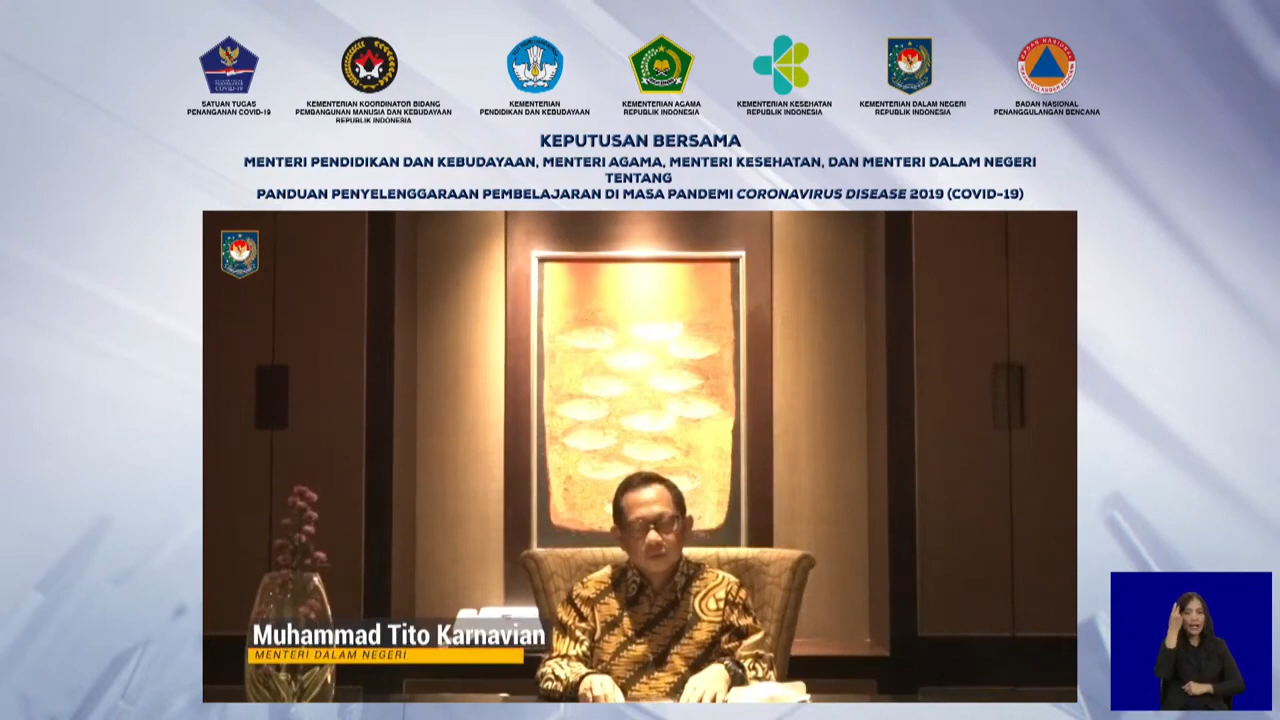 SATUAN TUGAS
PENANGANAN COVID-19
KEMENTERIAN KOORDINATOR BIDANG
PEMBANGUNAN MANUSIA DAN KEBUDAYAAN
REPUBLIK INDONESIA
KEMENTERIAN
PENDIDIKAN DAN KEBUDAYAAN
KEMENTERIAN AGAMA
REPUBLIK INDONESIA
KEMENTERIAN KESEHATAN
REPUBLIK INDONESIA
KEMENTERIAN DALAM NEGERI
REPUBLIK INDONESIA
BADAN NASIONAL
PENANGGULANGAN BENCANA
KEPUTUSAN BERSAMA
MENTERI PENDIDIKAN DAN KEBUDAYAAN, MENTERI AGAMA, MENTERI KESEHATAN, DAN MENTERI DALAM NEGERI
TENTANG
PANDUAN PENYELENGGARAAN PEMBELAJARAN DI MASA PANDEMI CORONAVIRUS DISEASE 2019 (COVID-19)
Muhammad Tito Karnavian
MENTERI DALAM NEGERI